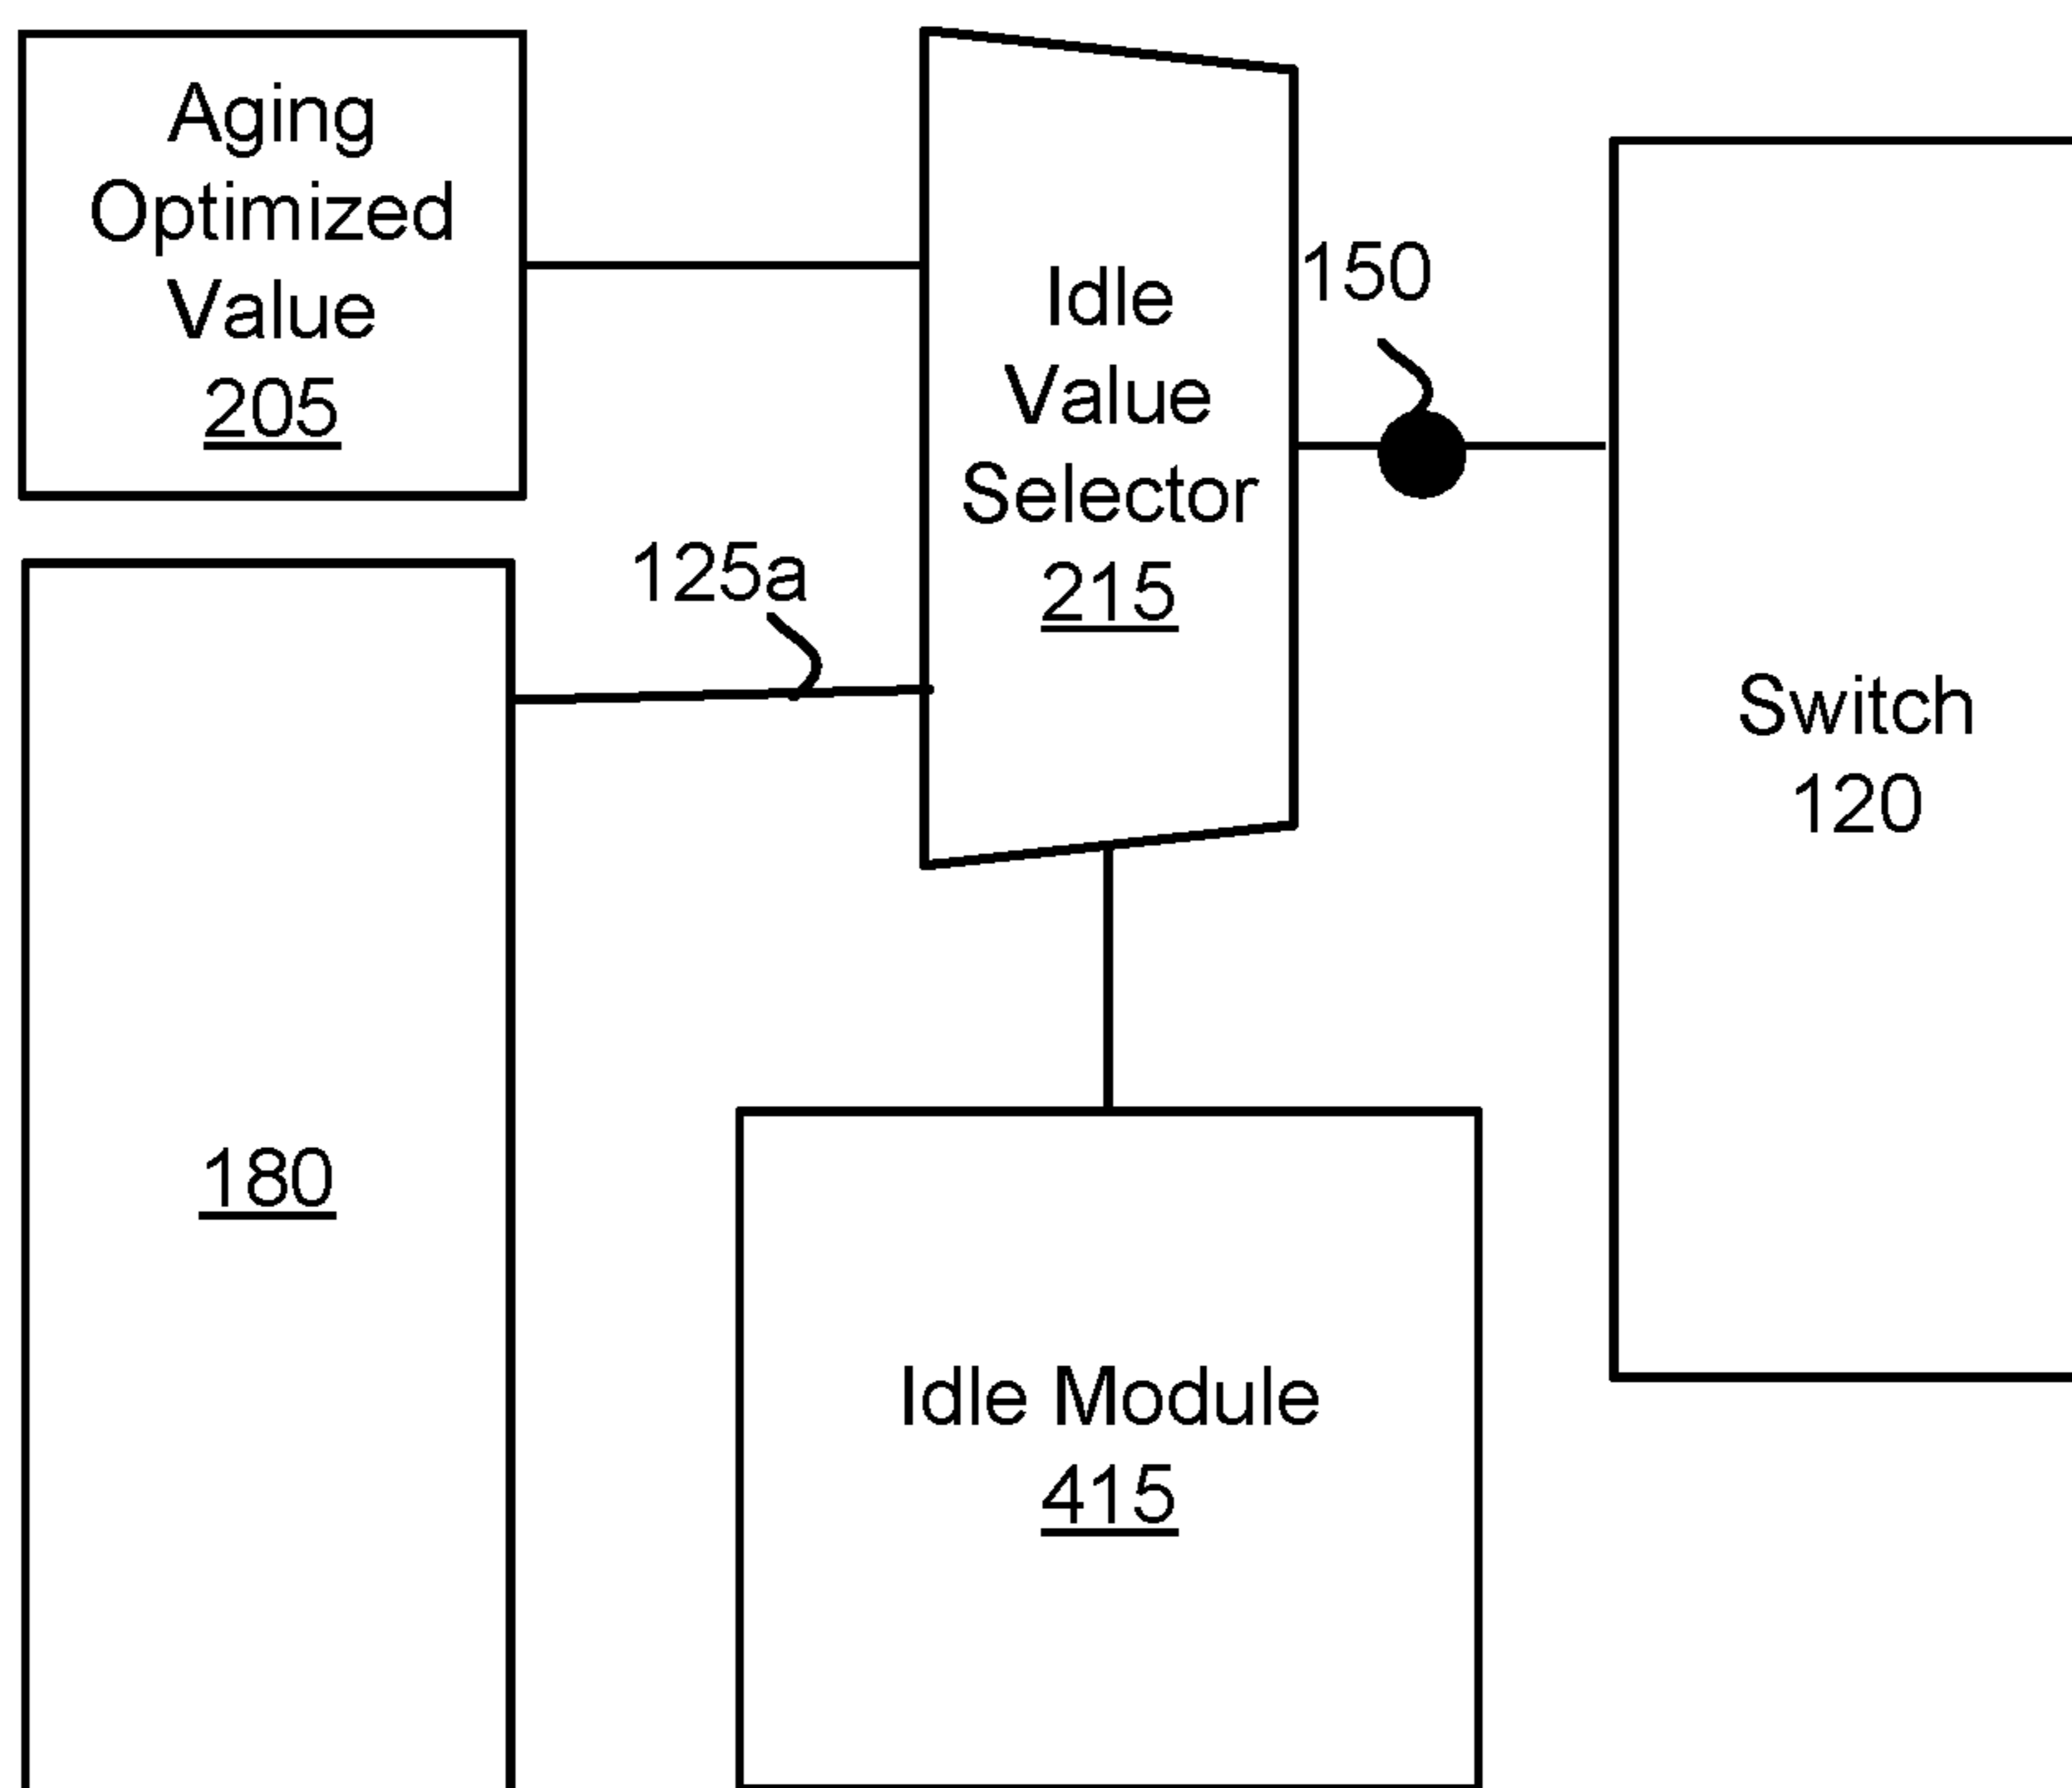 Aging
Optimized
Value
205
Idle
Value
Selector
215
150
125a
Switch
120
180
Idle Module
415